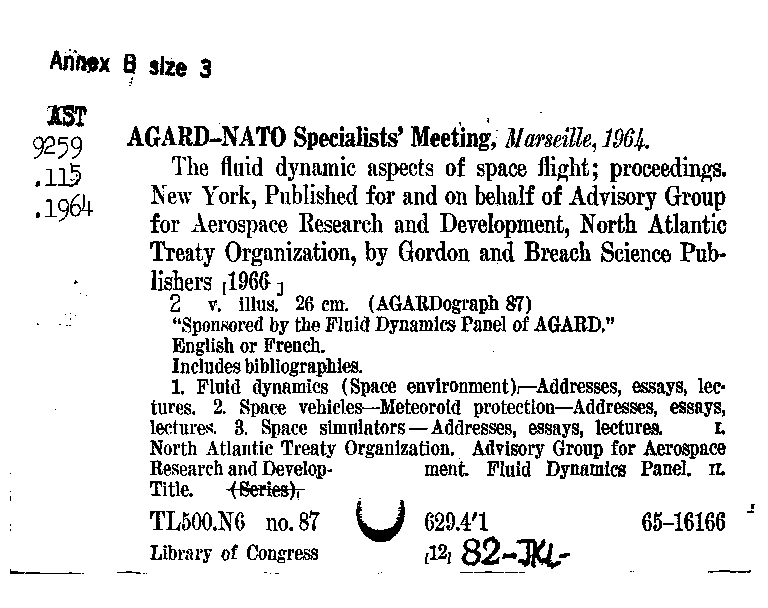 Annex B size 3
AST
9259
.115
.1964
AGARD–NATO Specialists' Meeting, Marseille, 1964.
The fluid dynamic aspects of space flight; proceedings.
New York, Published for and on behalf of Advisory Group
for Aerospace Research and Development, North Atlantic
Treaty Organization, by Gordon and Breach Science Pub-
lishers [1966]
2 v. illus. 26 cm. (AGARDograph 87)
"Sponsored by the Fluid Dynamics Panel of AGARD."
English or French.
Includes bibliographies.
1. Fluid dynamics (Space environment)—Addresses, essays, lec-
tures. 2. Space vehicles—Meteoroid protection—Addresses, essays,
lectures. 3. Space simulators—Addresses, essays, lectures. I.
North Atlantic Treaty Organization. Advisory Group for Aerospace
Research and Develop- ment. Fluid Dynamics Panel. II.
Title. (Series),
TL500.N6 no. 87 629.4'1 65–16166
Library of Congress [12] 82-JKL-